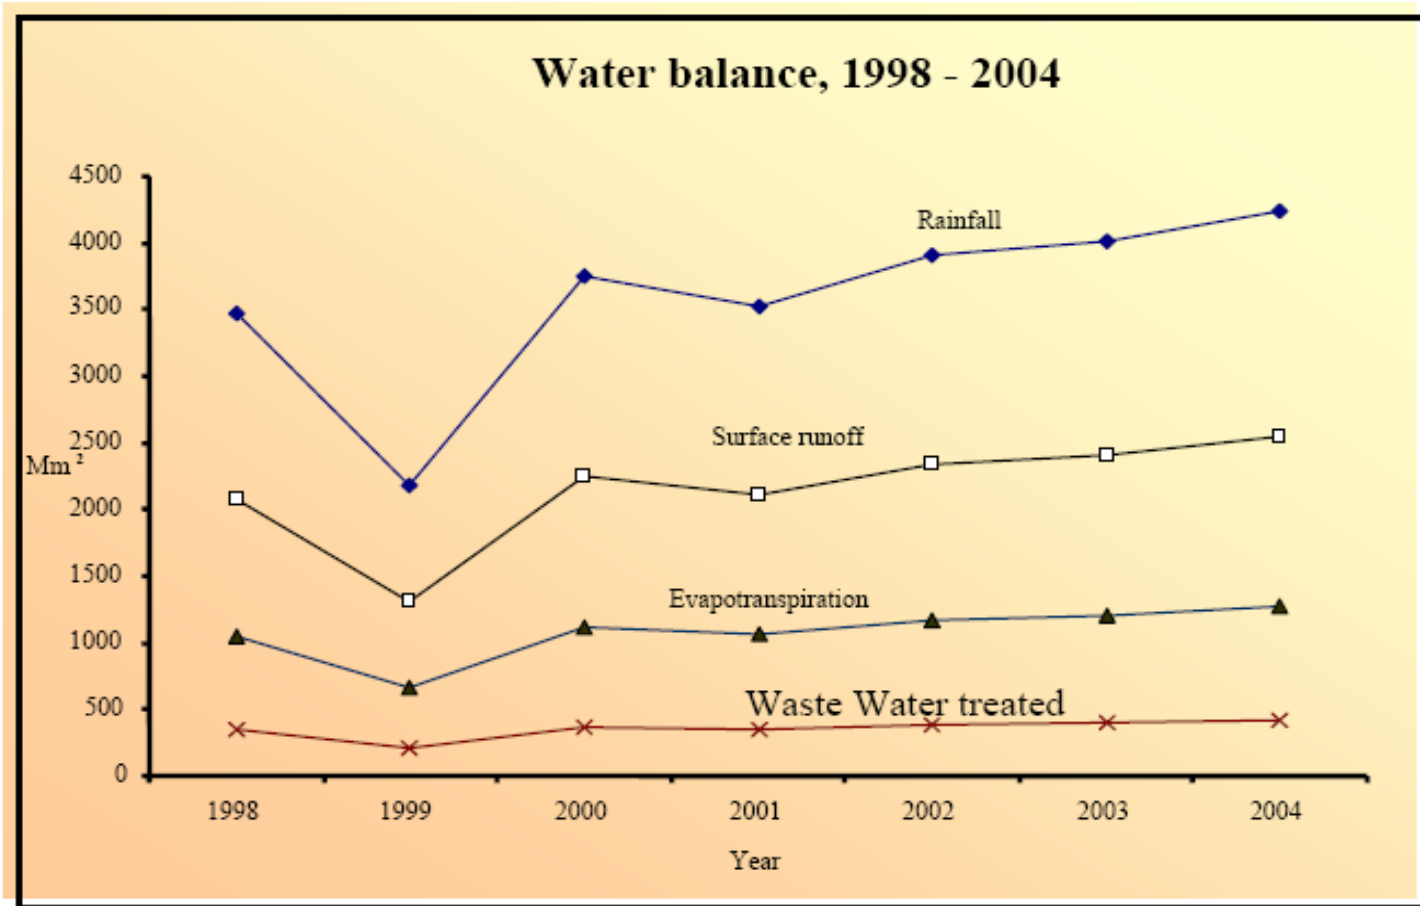 Water balance, 1998 - 2004
4500
4000
3500
3000
2500
2000
1500
1000
500
0
Mm²
Rainfall
Surface runoff
Evapotranspiration
Waste Water treated
1998 1999 2000 2001 2002 2003 2004
Year